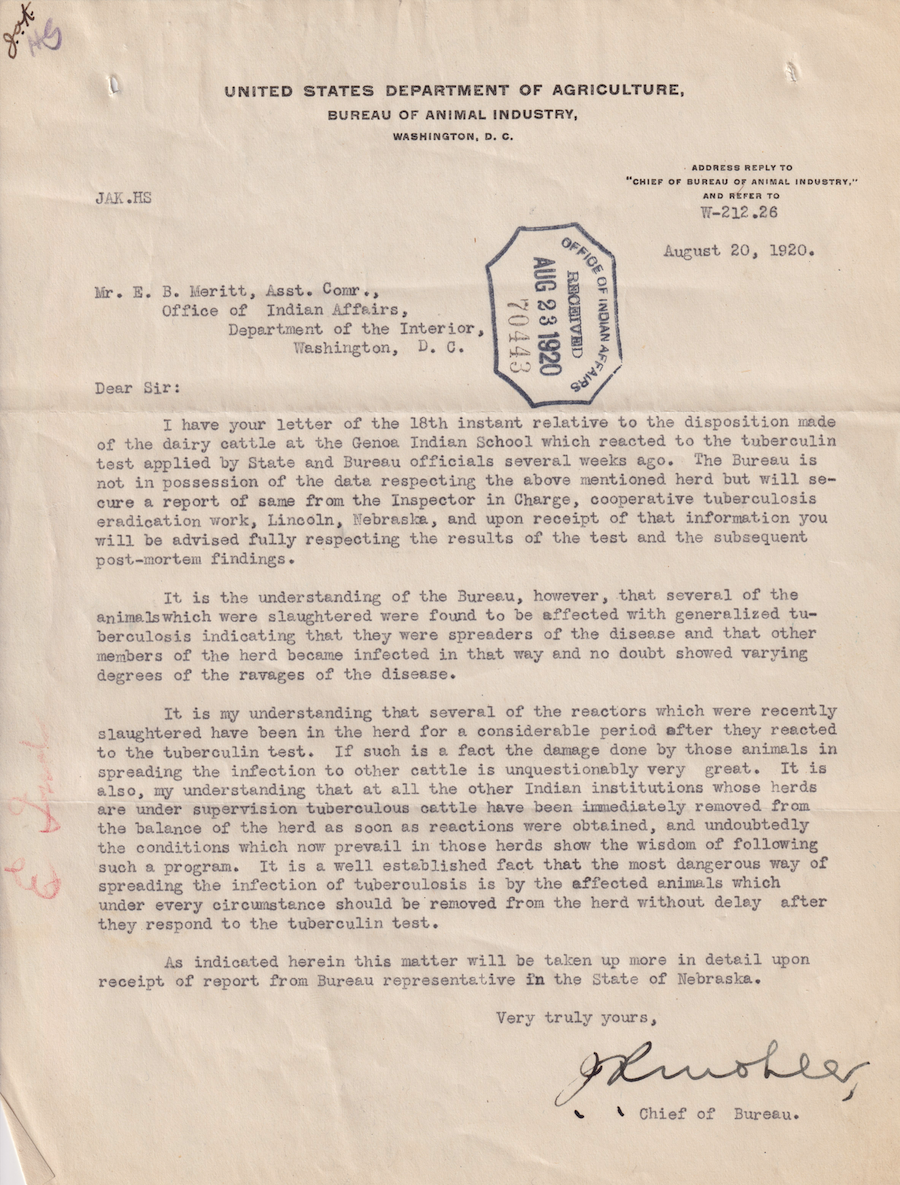 J.A.K.
HS
UNITED STATES DEPARTMENT OF AGRICULTURE,
BUREAU OF ANIMAL INDUSTRY,
WASHINGTON, D. C.
ADDRESS REPLY TO
"CHIEF OF BUREAU OF ANIMAL INDUSTRY,"
AND REFER TO
W-212.26
JAK.HS
August 20, 1920.
OFFICE OF INDIAN AFFAIRS
RECEIVED
AUG 23 1920
70443
Mr. E. B. Meritt, Asst. Comr.,
Office of Indian Affairs,
Department of the Interior,
Washington, D. C.
Dear Sir:
I have your letter of the 18th instant relative to the disposition made
of the dairy cattle at the Genoa Indian School which reacted to the tuberculin
test applied by State and Bureau officials several weeks ago. The Bureau is
not in possession of the data respecting the above mentioned herd but will se-
cure a report of same from the Inspector in Charge, cooperative tuberculosis
eradication work, Lincoln, Nebraska, and upon receipt of that information you
will be advised fully respecting the results of the test and the subsequent
post-mortem findings.
It is the understanding of the Bureau, however, that several of the
animalswhich were slaughtered were found to be affected with generalized tu-
berculosis indicating that they were spreaders of the disease and that other
members of the herd became infected in that way and no doubt showed varying
degrees of the ravages of the disease.
It is my understanding that several of the reactors which were recently
slaughtered have been in the herd for a considerable period after they reacted
to the tuberculin test. If such is a fact the damage done by those animals in
spreading the infection to other cattle is unquestionably very great. It is
also, my understanding that at all the other Indian institutions whose herds
are under supervision tuberculous cattle have been immediately removed from
the balance of the herd as soon as reactions were obtained, and undoubtedly
the conditions which now prevail in those herds show the wisdom of following
such a program. It is a well established fact that the most dangerous way of
spreading the infection of tuberculosis is by the affected animals which
under every circumstance should be removed from the herd without delay after
they respond to the tuberculin test.
As indicated herein this matter will be taken up more in detail upon
receipt of report from Bureau representative in the State of Nebraska.
Very truly yours,
JRMohler,
Chief of Bureau.